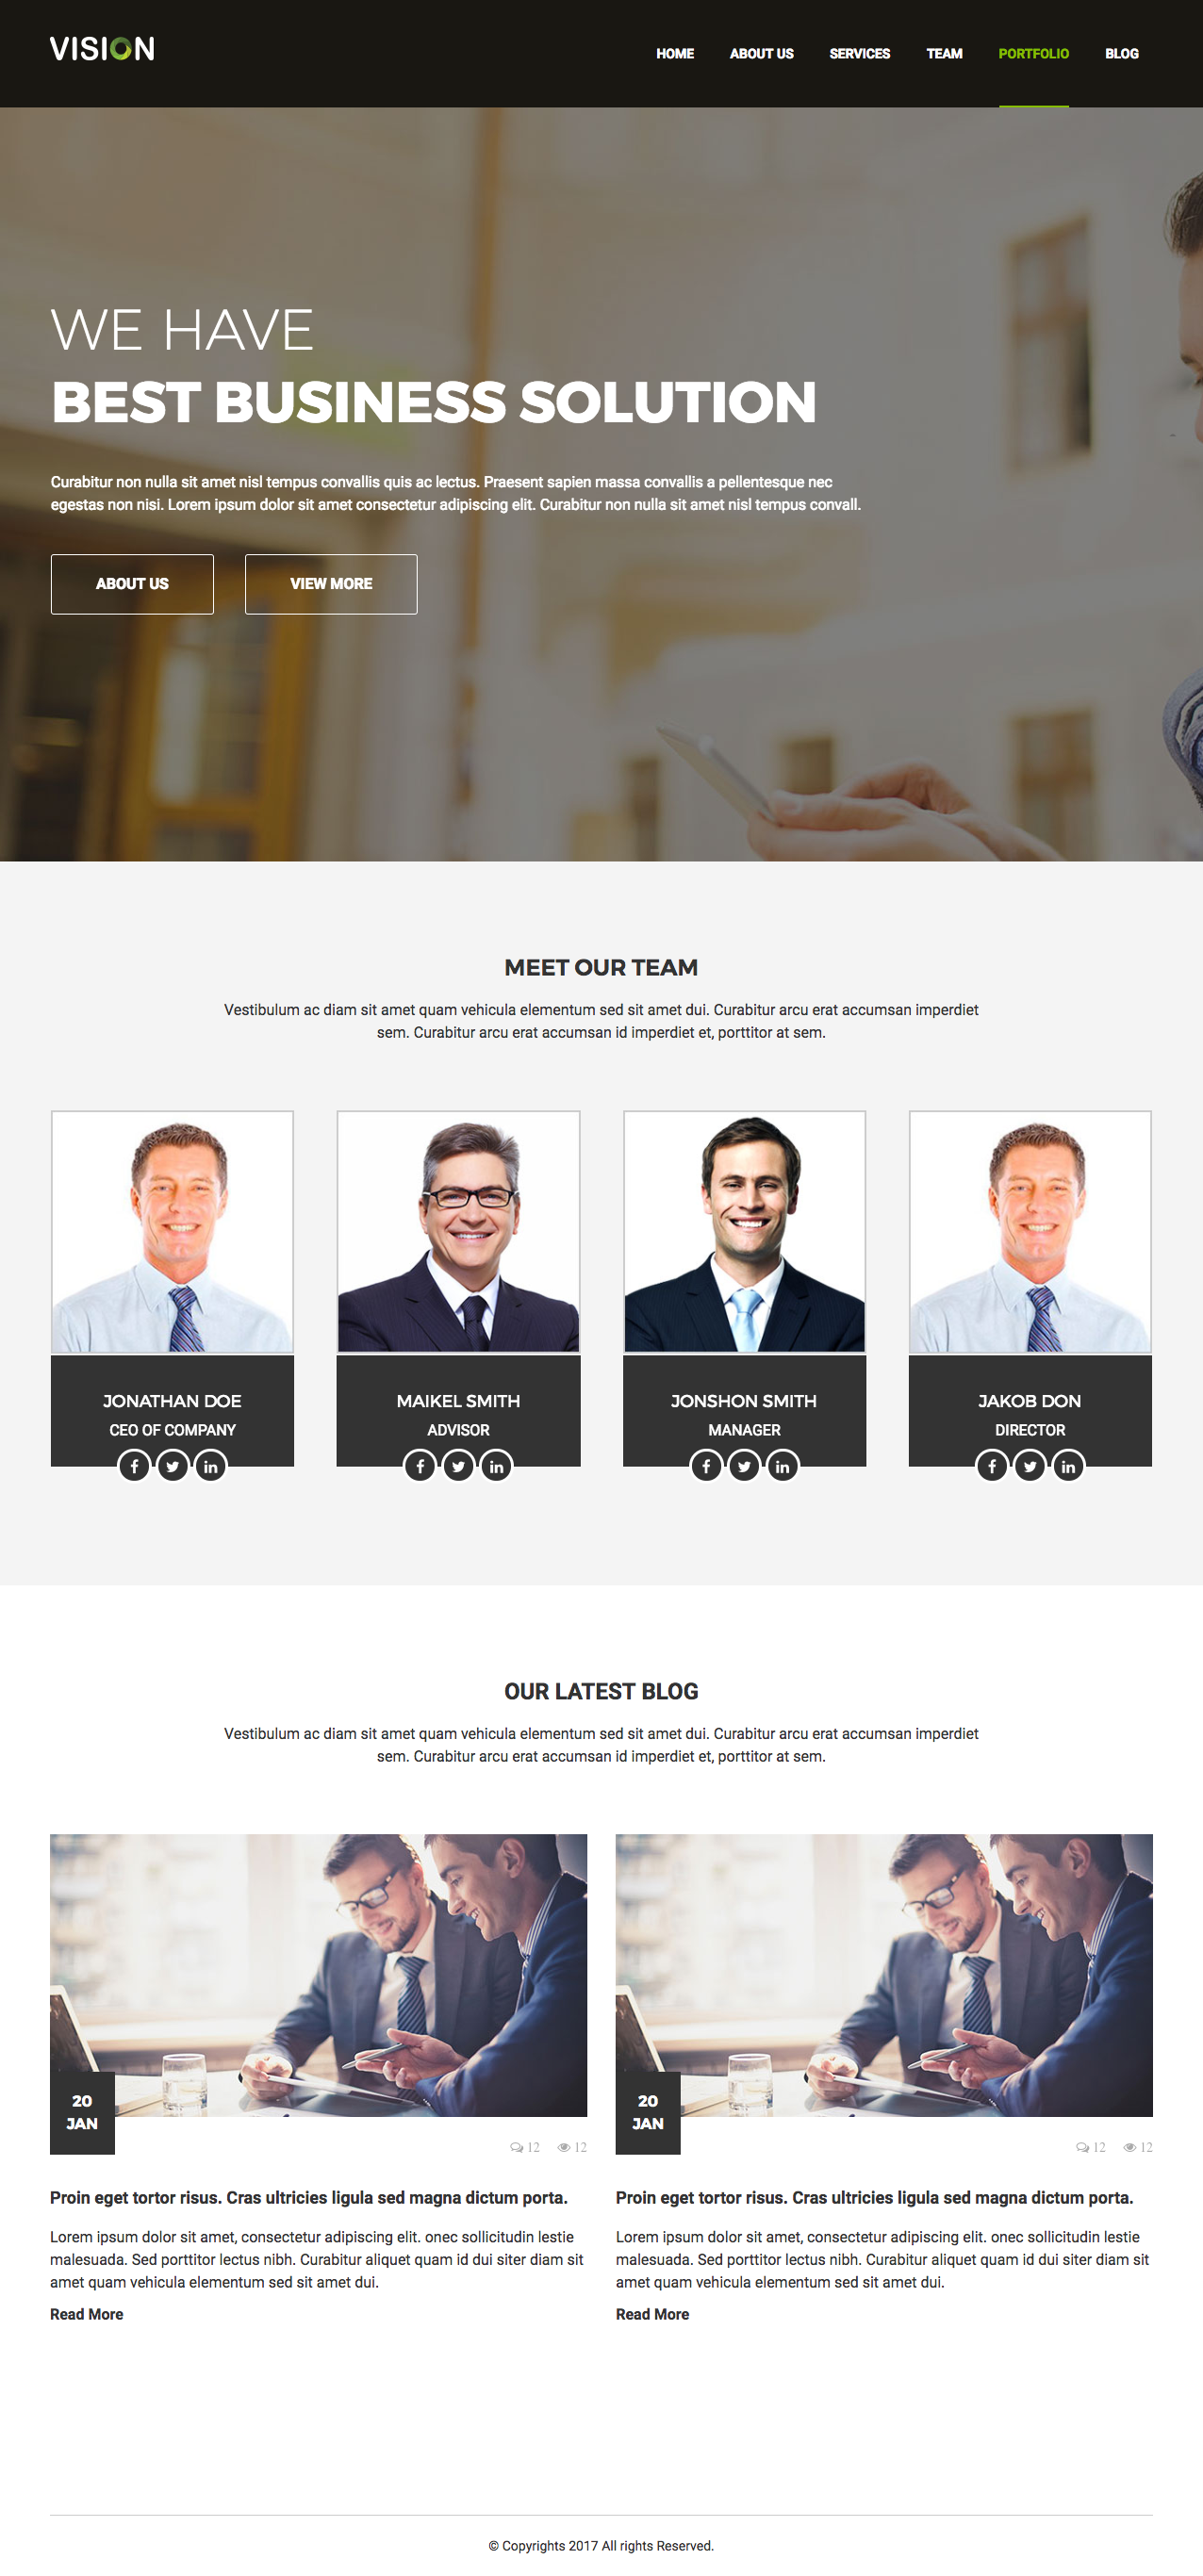 VISION
HOME ABOUT US SERVICES TEAM PORTFOLIO BLOG
WE HAVE
BEST BUSINESS SOLUTION
Curabitur non nulla sit amet nisl tempus convallis quis ac lectus. Praesent sapien massa convallis a pellentesque nec
egestas non nisi. Lorem ipsum dolor sit amet consectetur adipiscing elit. Curabitur non nulla sit amet nisl tempus convall.
ABOUT US VIEW MORE
MEET OUR TEAM
Vestibulum ac diam sit amet quam vehicula elementum sed sit amet dui. Curabitur arcu erat accumsan imperdiet
sem. Curabitur arcu erat accumsan id imperdiet et, porttitor at sem.
JONATHAN DOE
CEO OF COMPANY
MAIKEL SMITH
ADVISOR
JONSHON SMITH
MANAGER
JAKOB DON
DIRECTOR
OUR LATEST BLOG
Vestibulum ac diam sit amet quam vehicula elementum sed sit amet dui. Curabitur arcu erat accumsan imperdiet
sem. Curabitur arcu erat accumsan id imperdiet et, porttitor at sem.
20
JAN
12 12
Proin eget tortor risus. Cras ultricies ligula sed magna dictum porta.
Lorem ipsum dolor sit amet, consectetur adipiscing elit. onec sollicitudin lestie
malesuada. Sed porttitor lectus nibh. Curabitur aliquet quam id dui siter diam sit
amet quam vehicula elementum sed sit amet dui.
Read More
20
JAN
12 12
Proin eget tortor risus. Cras ultricies ligula sed magna dictum porta.
Lorem ipsum dolor sit amet, consectetur adipiscing elit. onec sollicitudin lestie
malesuada. Sed porttitor lectus nibh. Curabitur aliquet quam id dui siter diam sit
amet quam vehicula elementum sed sit amet dui.
Read More
© Copyrights 2017 All rights Reserved.